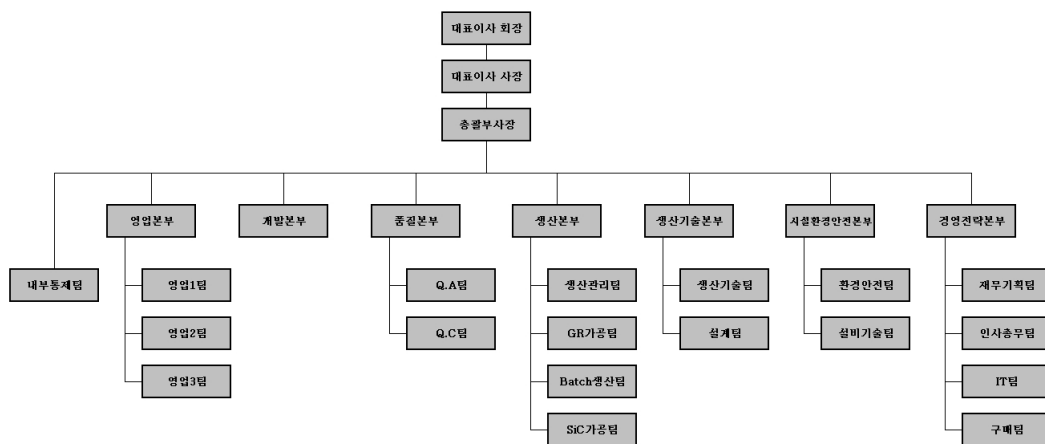 대표이사 회장
대표이사 사장
총괄부사장
영업본부
개발본부
품질본부
생산본부
생산기술본부
시설환경안전본부
경영전략본부
내부통제팀
영업1팀
Q.A팀
생산관리팀
생산기술팀
환경안전팀
재무기획팀
영업2팀
Q.C팀
GR가공팀
설계팀
설비기술팀
인사총무팀
영업3팀
Batch생산팀
IT팀
SiC가공팀
구매팀